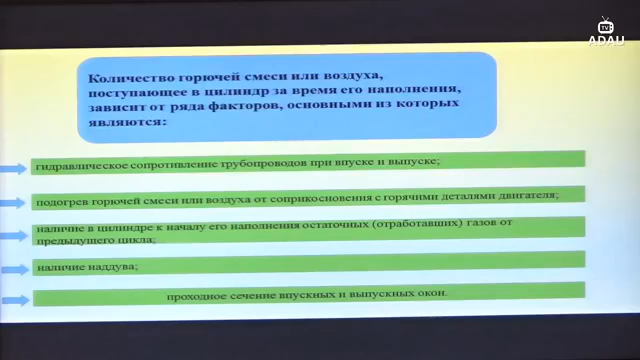 TV
ADAU
Количество горючей смеси или воздуха,
поступающее в цилиндр за время его наполнения,
зависит от ряда факторов, основными из которых
являются:
гидравлическое сопротивление трубопроводов при впуске и выпуске;
подогрев горючей смеси или воздуха от соприкосновения с горячими деталями двигателя;
наличие в цилиндре к началу его наполнения остаточных (отработавших) газов от
предыдущего цикла;
наличие наддува;
проходное сечение впускных и выпускных окон.